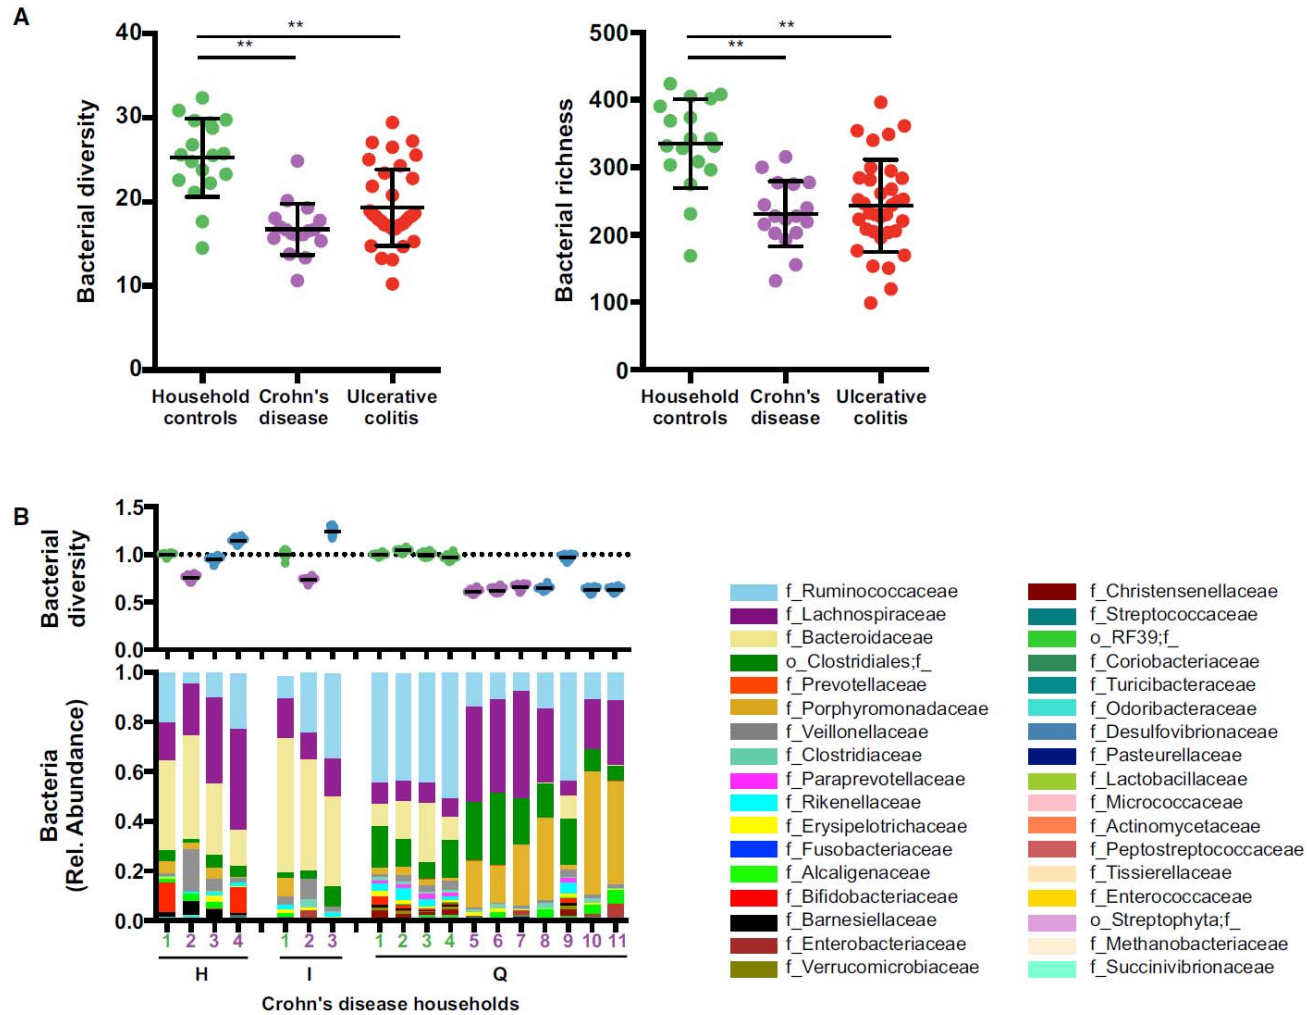 A
40
30
20
10
0
Bacterial diversity
**
**
Household controls
Crohn's disease
Ulcerative colitis
500
400
300
200
100
0
Bacterial richness
**
**
Household controls
Crohn's disease
Ulcerative colitis
B
1.5
1.0
0.5
0.0
Bacterial diversity
1.0
0.8
0.6
0.4
0.2
0.0
Bacteria (Rel. Abundance)
1 2 3 4 1 2 3 1 2 3 4 5 6 7 8 9 10 11
H I Q
Crohn's disease households
f_Ruminococcaceae
f_Lachnospiraceae
f_Bacteroidaceae
o_Clostridiales;f_
f_Prevotellaceae
f_Porphyromonadaceae
f_Veillonellaceae
f_Clostridiaceae
f_Paraprevotellaceae
f_Rikenellaceae
f_Erysipelotrichaceae
f_Fusobacteriaceae
f_Alcaligenaceae
f_Bifidobacteriaceae
f_Barnesiellaceae
f_Enterobacteriaceae
f_Verrucomicrobiaceae
f_Christensenellaceae
f_Streptococcaceae
o_RF39;f_
f_Coriobacteriaceae
f_Turicibacteraceae
f_Odoribacteraceae
f_Desulfovibrionaceae
f_Pasteurellaceae
f_Lactobacillaceae
f_Micrococcaceae
f_Actinomycetaceae
f_Peptostreptococcaceae
f_Tissierellaceae
f_Enterococcaceae
o_Streptophyta;f_
f_Methanobacteriaceae
f_Succinivibrionaceae